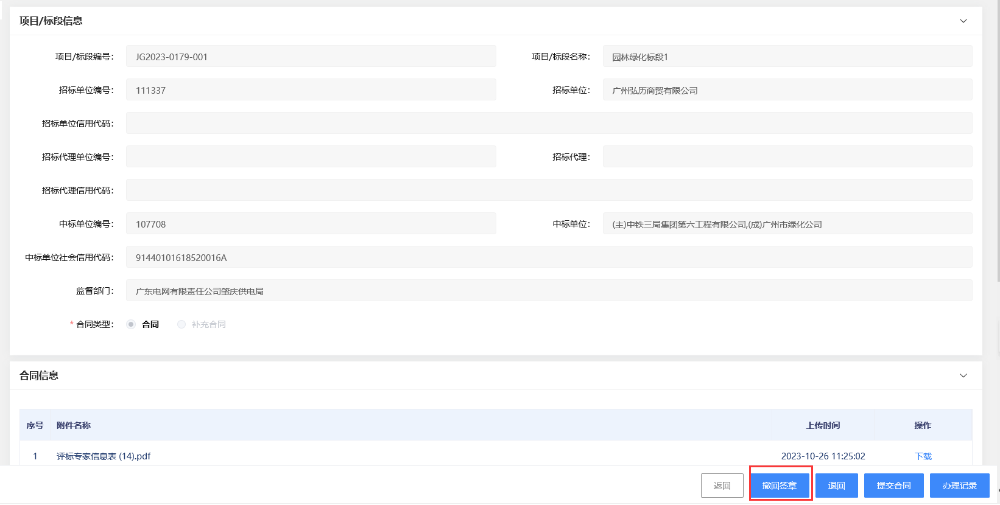 项目/标段信息
项目/标段编号： JG2023-0179-001 项目/标段名称： 园林绿化标段1
招标单位编号： 111337 招标单位： 广州弘历商贸有限公司
招标单位信用代码：
招标代理单位编号： 招标代理：
招标代理信用代码：
中标单位编号： 107708 中标单位： (主)中铁三局集团第六工程有限公司,(成)广州市绿化公司
中标单位社会信用代码： 91440101618520016A
监督部门： 广东电网有限责任公司肇庆供电局
* 合同类型： 合同 补充合同
合同信息
序号 附件名称 上传时间 操作
1 评标专家信息表 (14).pdf 2023-10-26 11:25:02 下载
返回 撤回签章 退回 提交合同 办理记录